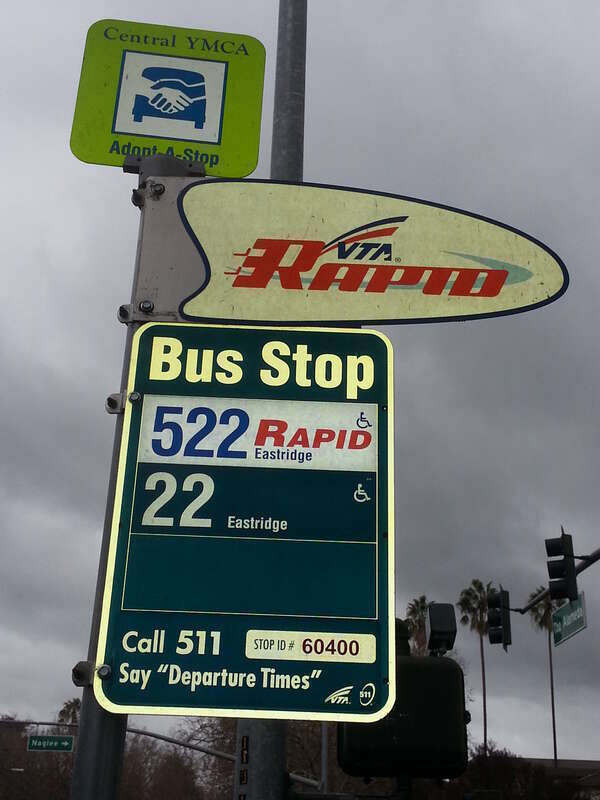 Central YMCA
Adopt-A-Stop
VTA®
RAPID
Bus Stop
522 RAPID
Eastridge
22 Eastridge
Call 511 STOP ID # 60400
Say "Departure Times"
VTA 511
Alameda
Naglee →